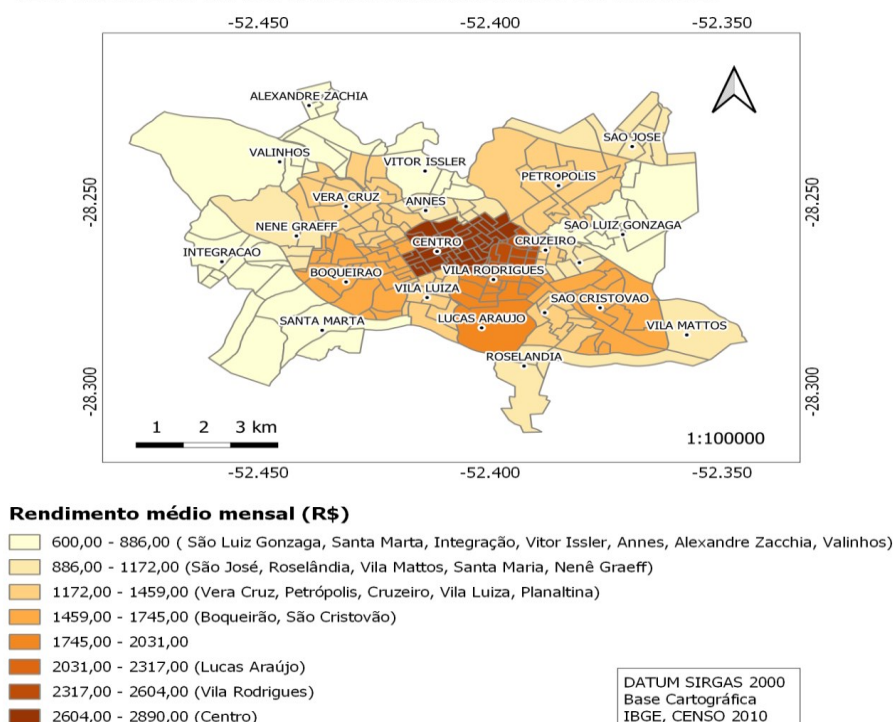 -52.450 -52.400 -52.350
ALEXANDRE ZACHIA
SAO JOSE
VALINHOS
VITOR ISSLER
PETROPOLIS
-28.250
-28.250
VERA CRUZ
ANNES
NENE GRAEFF
SAO LUIZ GONZAGA
CENTRO
CRUZEIRO
INTEGRACAO
BOQUEIRAO
VILA RODRIGUES
VILA LUIZA
SAO CRISTOVAO
SANTA MARTA
LUCAS ARAUJO
VILA MATTOS
ROSELANDIA
-28.300
-28.300
1 2 3 km
1:100000
-52.450 -52.400 -52.350
Rendimento médio mensal (R$)
600,00 - 886,00 ( São Luiz Gonzaga, Santa Marta, Integração, Vitor Issler, Annes, Alexandre Zacchia, Valinhos)
886,00 - 1172,00 (São José, Roselândia, Vila Mattos, Santa Maria, Nenê Graeff)
1172,00 - 1459,00 (Vera Cruz, Petrópolis, Cruzeiro, Vila Luiza, Planaltina)
1459,00 - 1745,00 (Boqueirão, São Cristovão)
1745,00 - 2031,00
2031,00 - 2317,00 (Lucas Araújo)
2317,00 - 2604,00 (Vila Rodrigues)
2604,00 - 2890,00 (Centro)
DATUM SIRGAS 2000
Base Cartográfica
IBGE, CENSO 2010